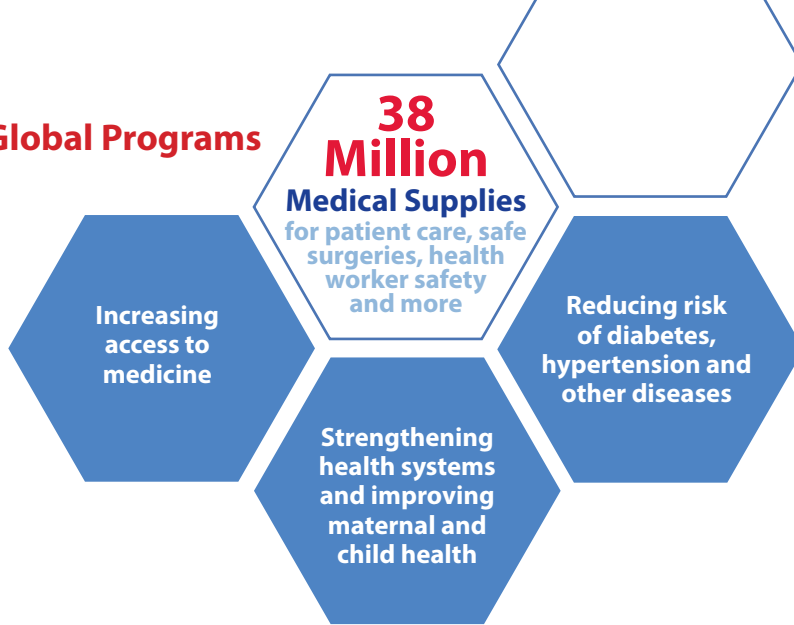 Global Programs
38
Million
Medical Supplies
for patient care, safe
surgeries, health
worker safety
and more
Increasing
access to
medicine
Reducing risk
of diabetes,
hypertension and
other diseases
Strengthening
health systems
and improving
maternal and
child health